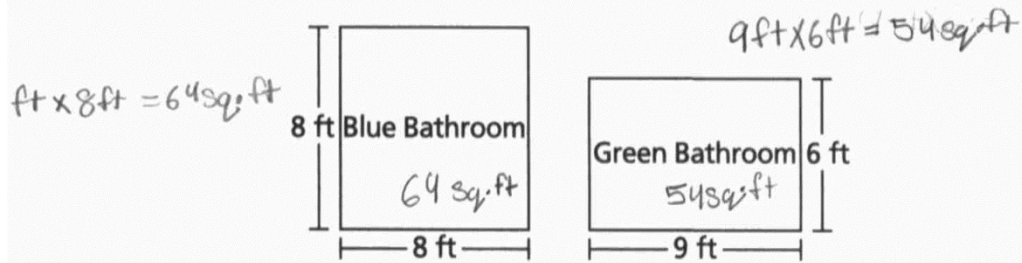 9ft x 6ft = 54 sq. ft
ft x 8ft = 64 sq. ft
8 ft
Blue Bathroom
64 sq. ft
8 ft
Green Bathroom
6 ft
54 sq. ft
9 ft